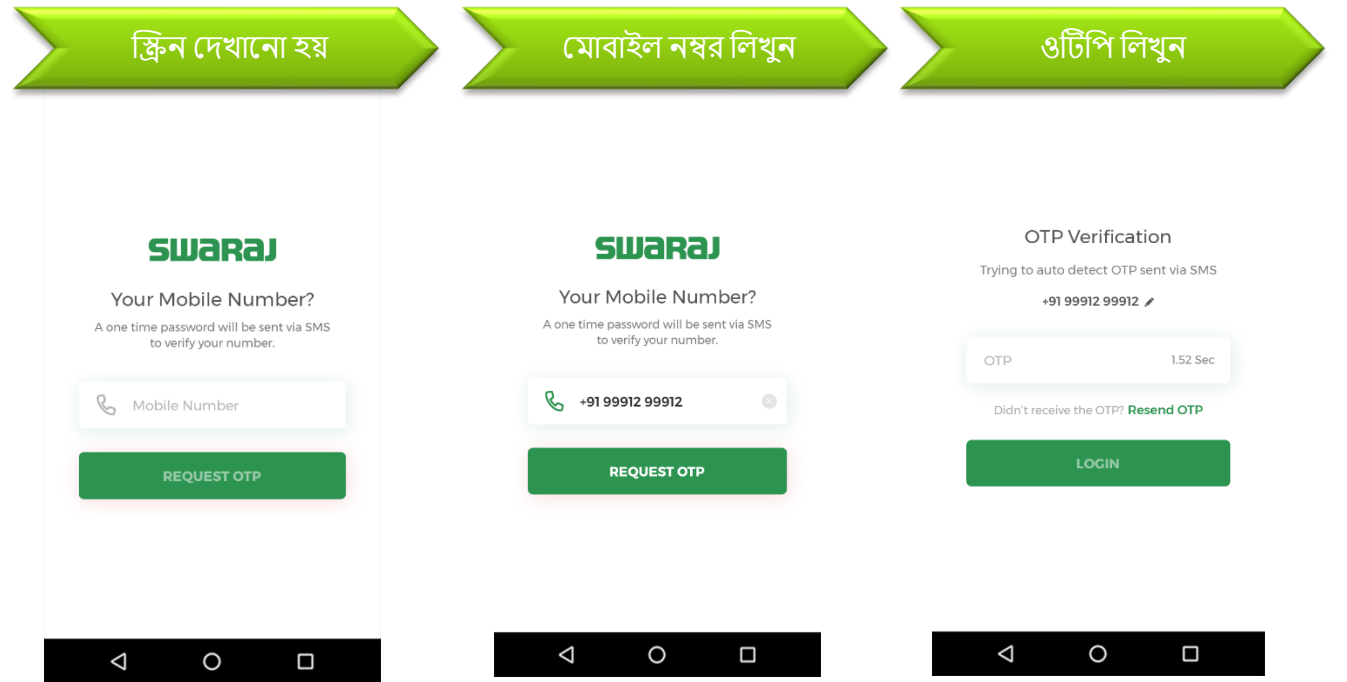 স্ক্রিন দেখানো হয়
মোবাইল নম্বর লিখুন
ওটিপি লিখুন
SWARAJ
Your Mobile Number?
A one time password will be sent via SMS
to verify your number.
Mobile Number
REQUEST OTP
SWARAJ
Your Mobile Number?
A one time password will be sent via SMS
to verify your number.
+91 99912 99912
REQUEST OTP
OTP Verification
Trying to auto detect OTP sent via SMS
+91 99912 99912
OTP 1.52 Sec
Didn't receive the OTP? Resend OTP
LOGIN